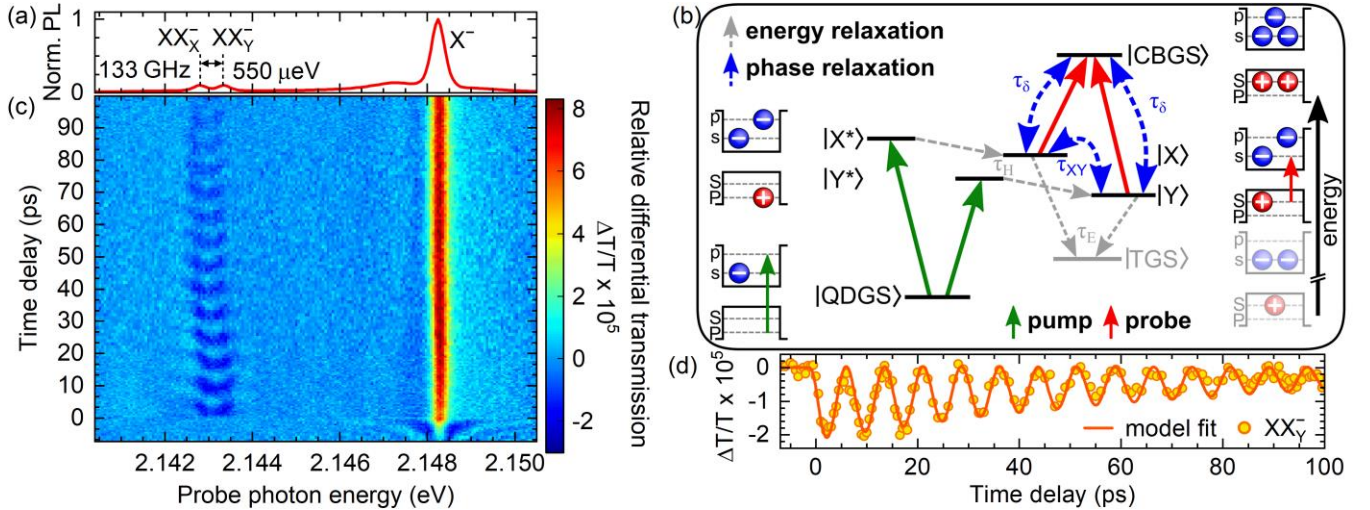 (a)
Norm. PL
1
0
XX⁻X XX⁻Y
133 GHz
550 μeV
X⁻
(c)
Time delay (ps)
90
80
70
60
50
40
30
20
10
0
2.142 2.144 2.146 2.148 2.150
Probe photon energy (eV)
8
6
4
2
0
-2
Relative differential transmission
ΔT/T x 10⁵
(b)
energy relaxation
phase relaxation
|CBGS⟩
τδ
τδ
|X*⟩
|X⟩
τH
τXY
|Y*⟩
|Y⟩
τE
|TGS⟩
|QDGS⟩
pump
probe
p
s
S
P
p
s
S
P
p
s
S
P
p
s
S
P
p
s
S
P
energy
(d)
ΔT/T x 10⁵
0
-1
-2
model fit
XX⁻Y
0 20 40 60 80 100
Time delay (ps)